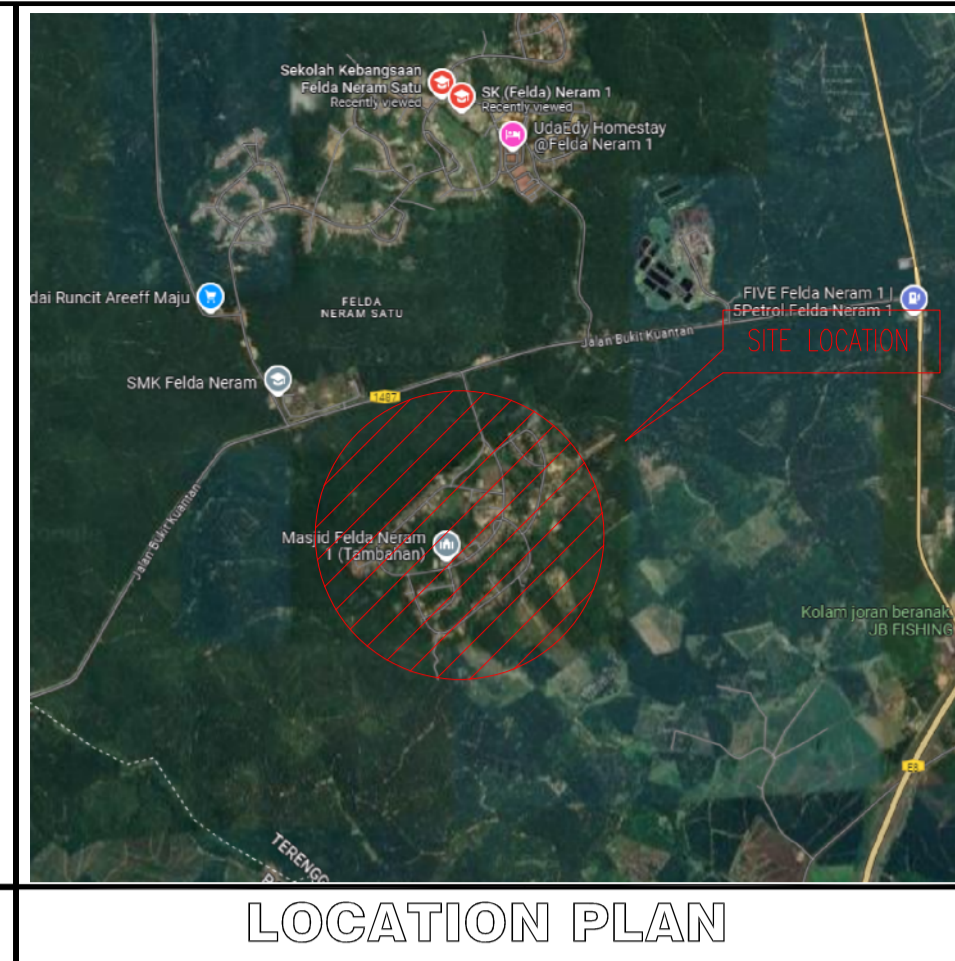 Sekolah Kebangsaan
Felda Neram Satu
Recently viewed
SK (Felda) Neram 1
Recently viewed
UdaEdy Homestay
@Felda Neram 1
dai Runcit Areeff Maju
FELDA
NERAM SATU
FIVE Felda Neram 1 |
5Petrol Felda Neram 1
Jalan Bukit Kuantan
SITE LOCATION
SMK Felda Neram
1487
Jalan Bukit Kuantan
Masjid Felda Neram
1 (Tambahan)
Kolam joran beranak
JB FISHING
E8
TERENGG
LOCATION PLAN